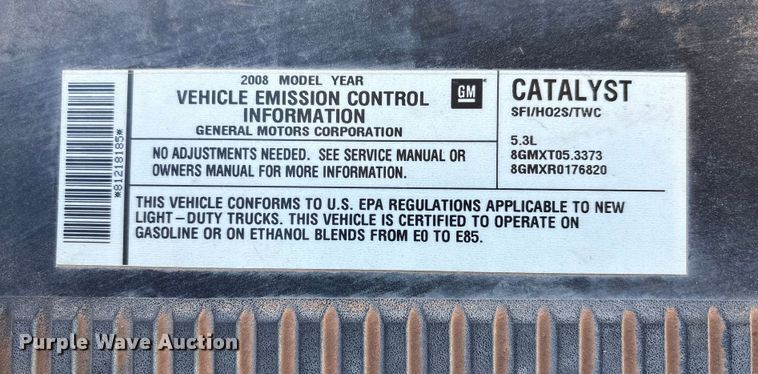 *81218185*
2008 MODEL YEAR
VEHICLE EMISSION CONTROL
INFORMATION
GENERAL MOTORS CORPORATION
GM
CATALYST
SFI/HO2S/TWC
NO ADJUSTMENTS NEEDED. SEE SERVICE MANUAL OR
OWNERS MANUAL FOR MORE INFORMATION.
5.3L
8GMXT05.3373
8GMXR0176820
THIS VEHICLE CONFORMS TO U.S. EPA REGULATIONS APPLICABLE TO NEW
LIGHT-DUTY TRUCKS. THIS VEHICLE IS CERTIFIED TO OPERATE ON
GASOLINE OR ON ETHANOL BLENDS FROM E0 TO E85.
Purple Wave Auction